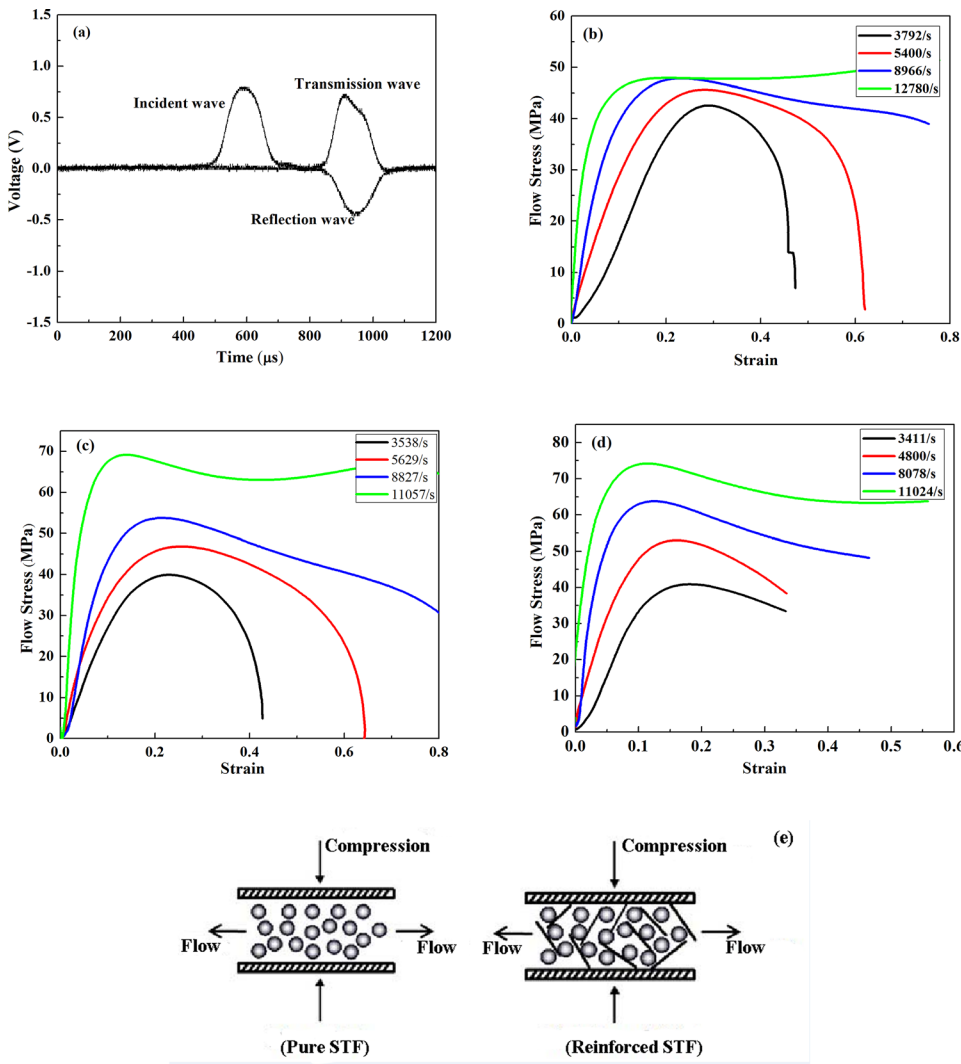 (a)
Incident wave
Transmission wave
Reflection wave
Voltage (V)
1.5
1.0
0.5
0.0
-0.5
-1.0
-1.5
0 200 400 600 800 1000 1200
Time (μs)
(b)
3792/s
5400/s
8966/s
12780/s
Flow Stress (MPa)
60
50
40
30
20
10
0
0.0 0.2 0.4 0.6 0.8
Strain
(c)
3538/s
5629/s
8827/s
11057/s
Flow Stress (MPa)
70
60
50
40
30
20
10
0
0.0 0.2 0.4 0.6 0.8
Strain
(d)
3411/s
4800/s
8078/s
11024/s
Flow Stress (MPa)
80
70
60
50
40
30
20
10
0
0.0 0.1 0.2 0.3 0.4 0.5 0.6
Strain
(e)
Compression
Flow
Flow
(Pure STF)
Compression
Flow
Flow
(Reinforced STF)